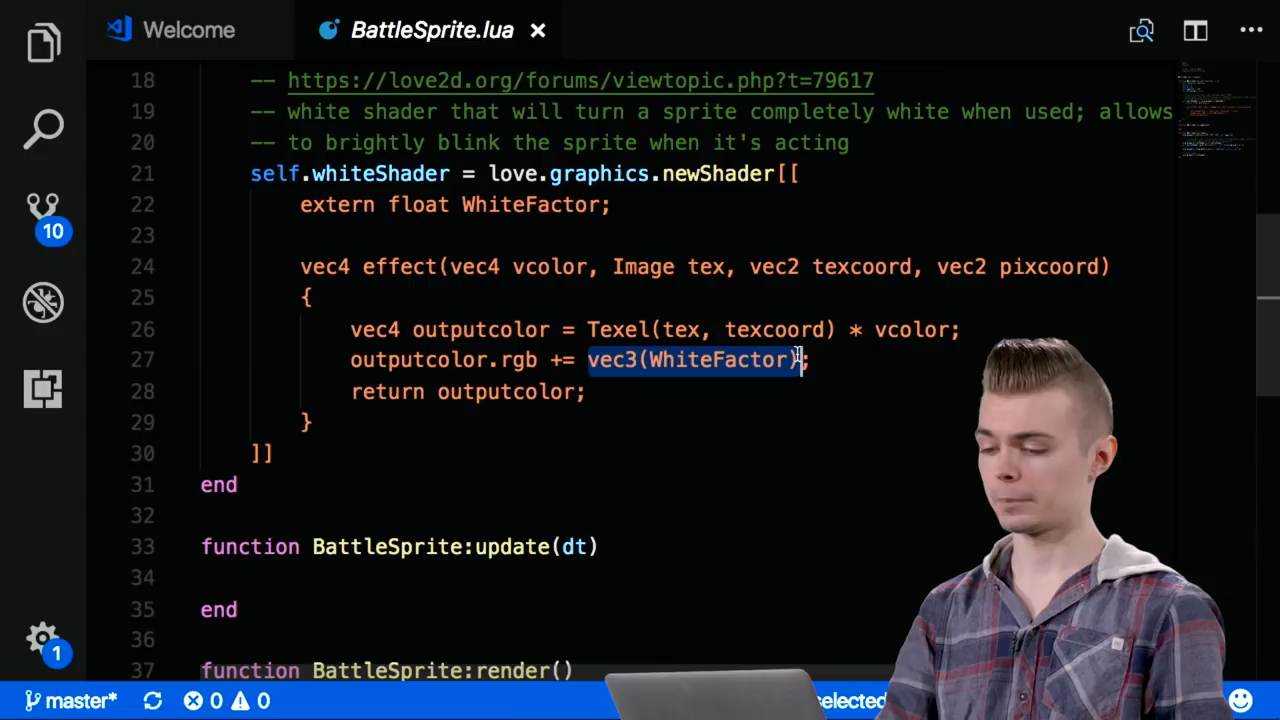 Welcome
BattleSprite.lua
18 -- https://love2d.org/forums/viewtopic.php?t=79617
19 -- white shader that will turn a sprite completely white when used; allows
20 -- to brightly blink the sprite when it's acting
21 self.whiteShader = love.graphics.newShader[[
22 extern float WhiteFactor;
23
24 vec4 effect(vec4 vcolor, Image tex, vec2 texcoord, vec2 pixcoord)
25 {
26 vec4 outputcolor = Texel(tex, texcoord) * vcolor;
27 outputcolor.rgb += vec3(WhiteFactor);
28 return outputcolor;
29 }
30 ]]
31 end
32
33 function BattleSprite:update(dt)
34
35 end
36
37 function BattleSprite:render()
10
1
master* 0 0 selected